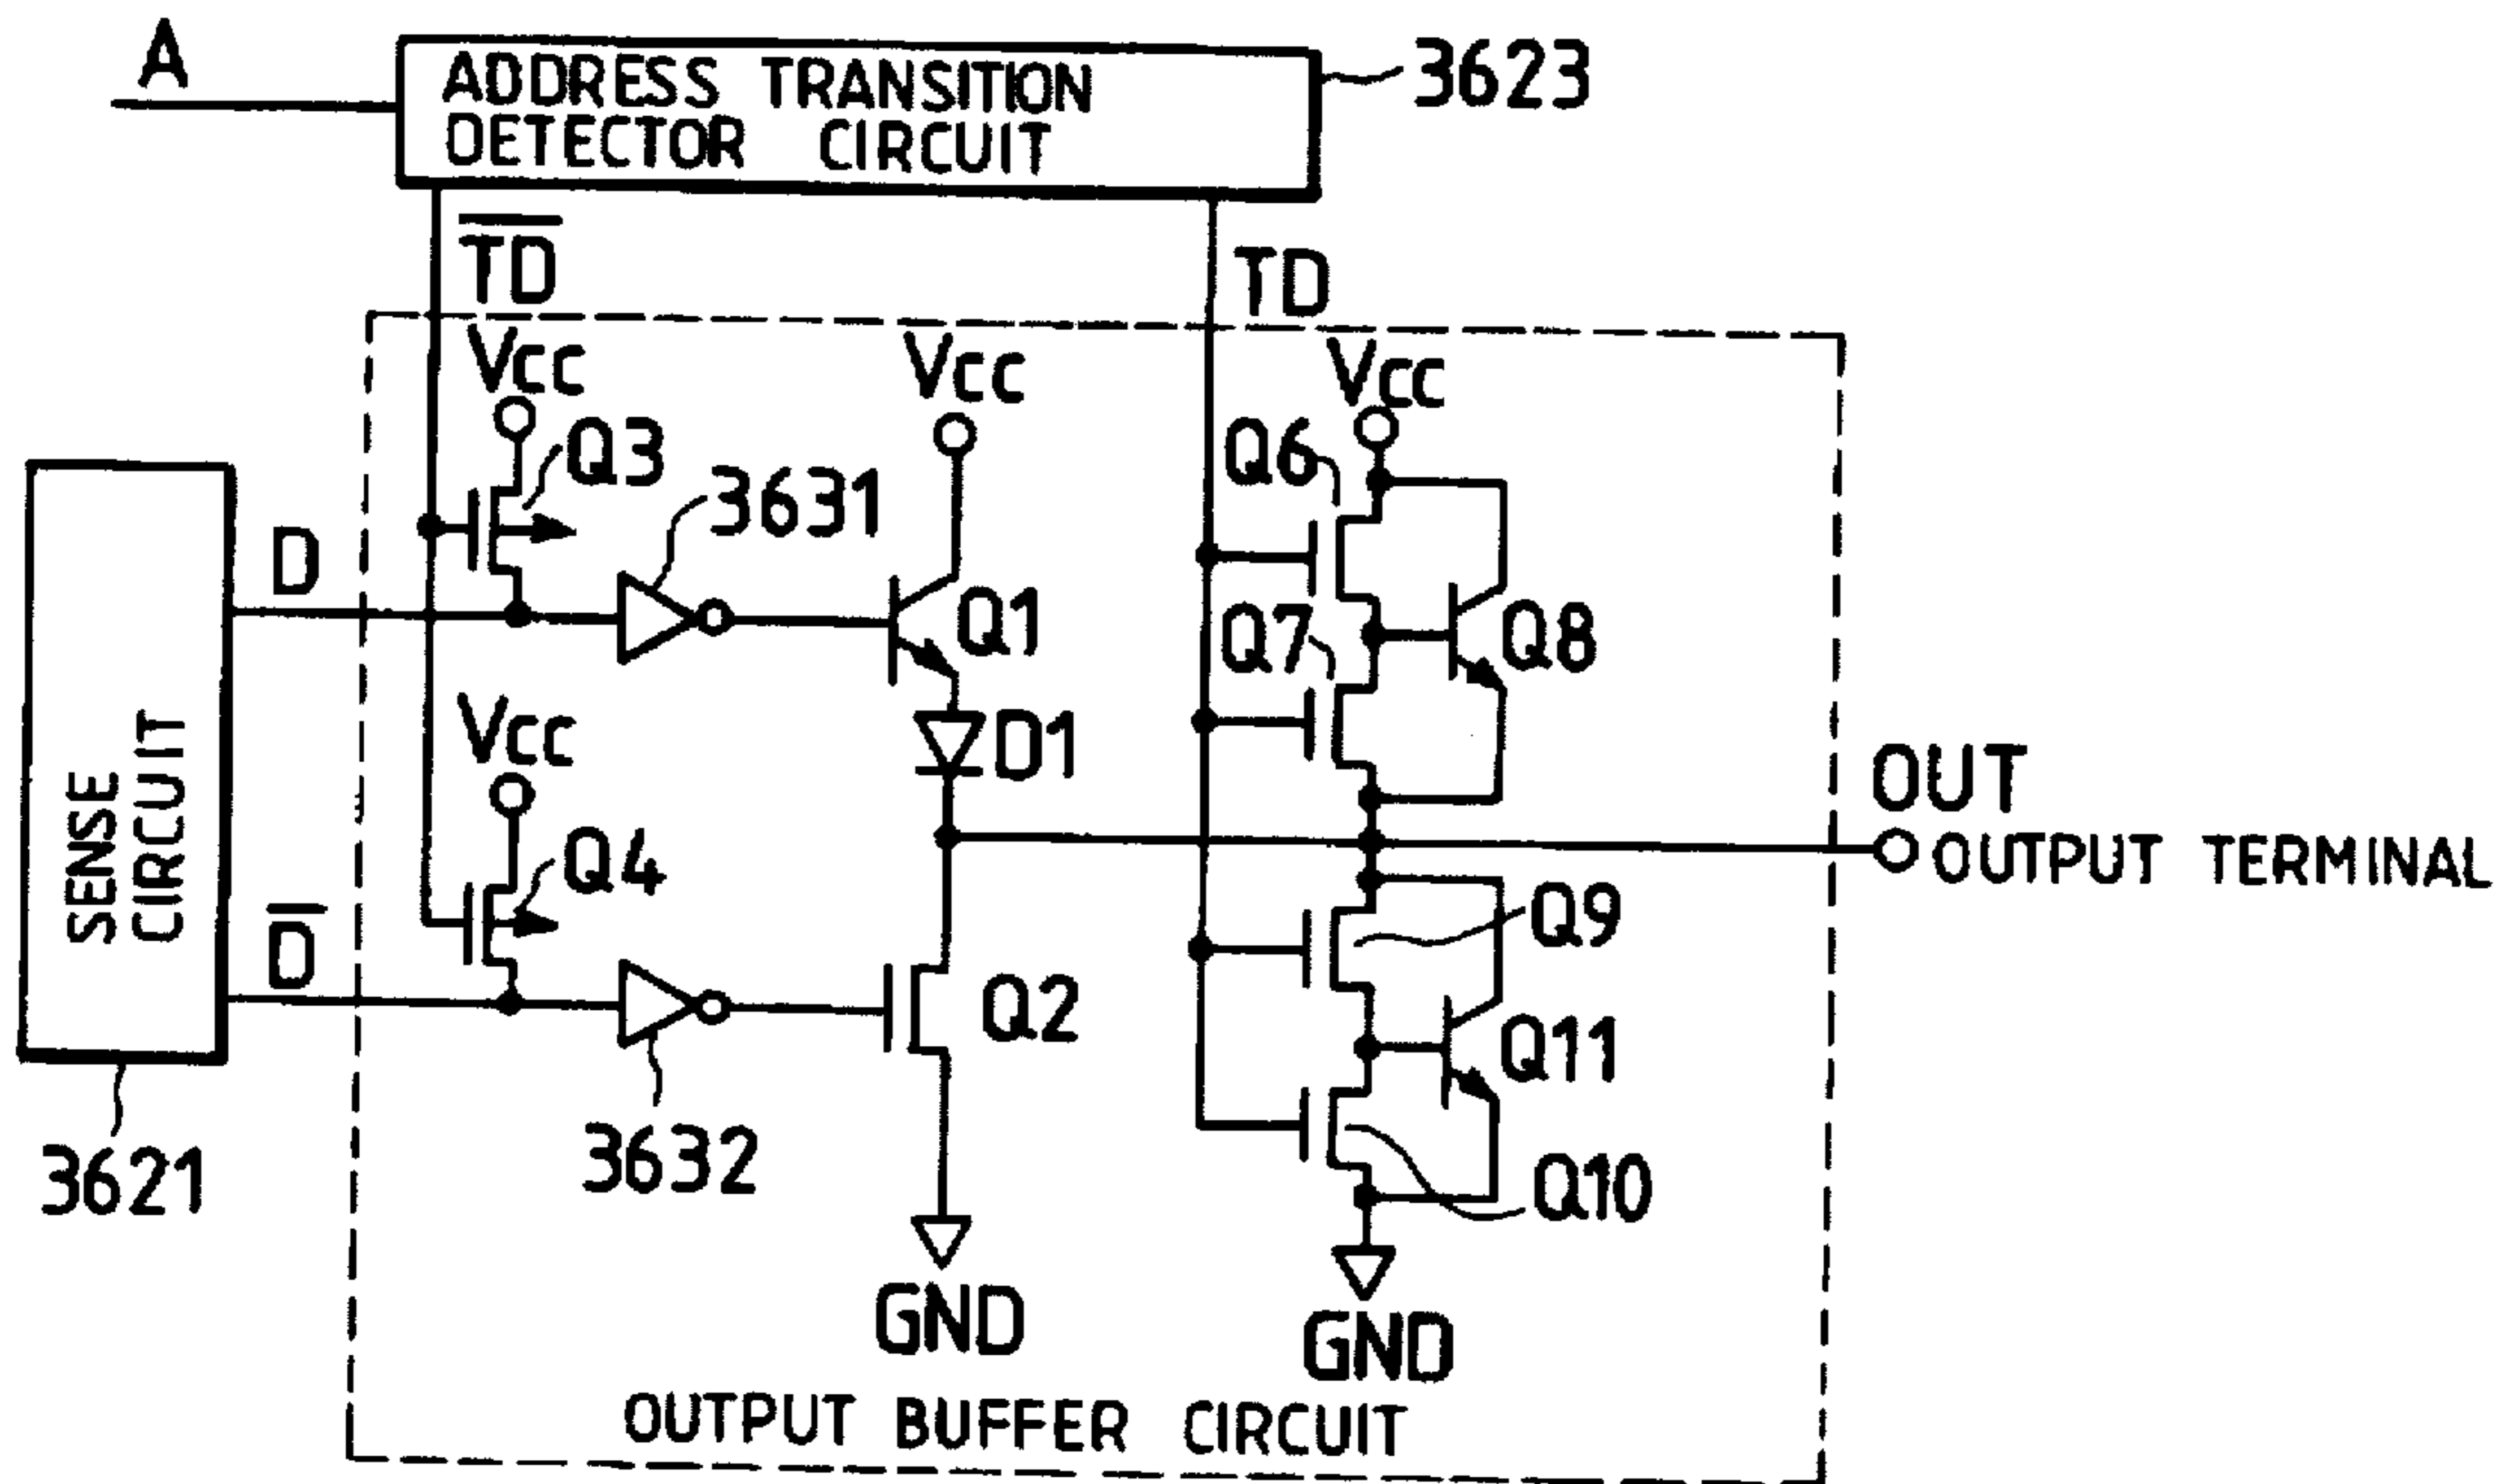 A
ADDRESS TRANSITION
DETECTOR CIRCUIT
3623
TD
TD
Vcc
Vcc
Vcc
Q3
Q6
3631
D
Q1
Q7
Q8
Vcc
D1
SENSE
CIRCUIT
OUT
OUTPUT TERMINAL
Q4
Q9
D
Q2
Q11
3621
3632
Q10
GND
GND
OUTPUT BUFFER CIRCUIT